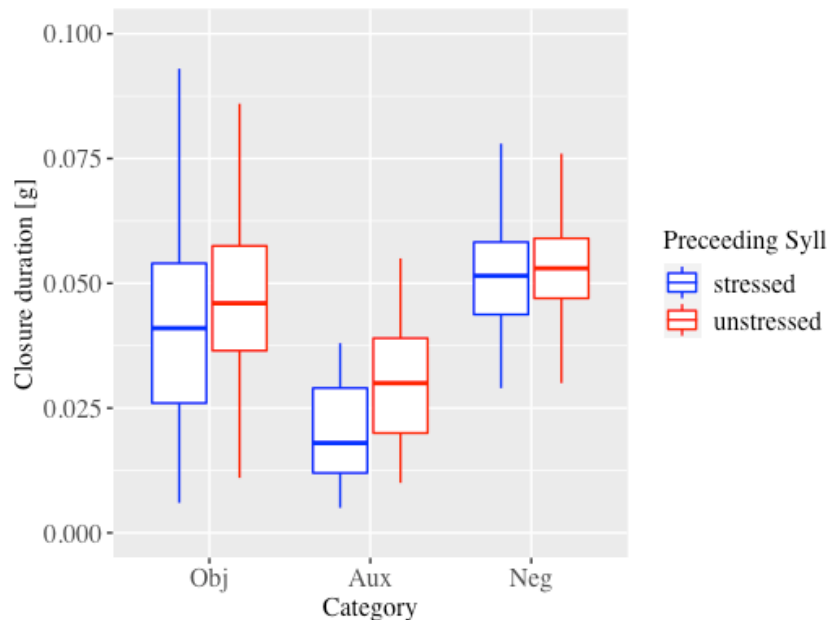 0.100
0.075
0.050
0.025
0.000
Closure duration [g]
Obj Aux Neg
Category
Preceeding Syll
stressed
unstressed